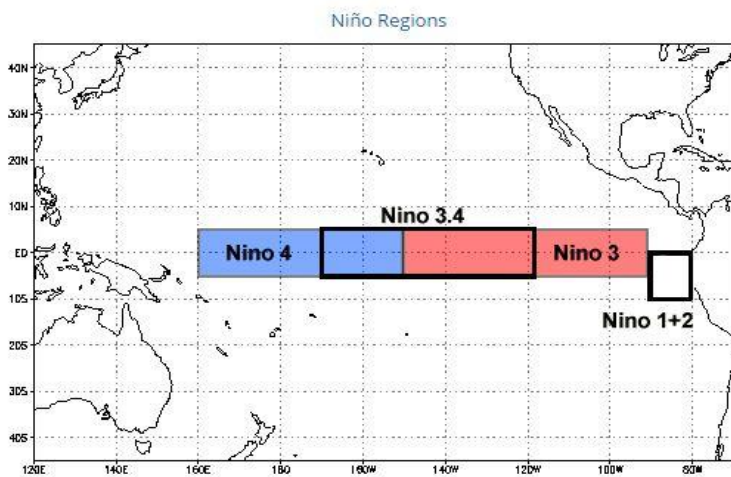 Niño Regions
40N
30N
20N
Nino 3.4
10N
Nino 4
Nino 3
EQ
10S
Nino 1+2
20S
30S
40S
120E 140E 160E 180 160W 140W 120W 100W 80W